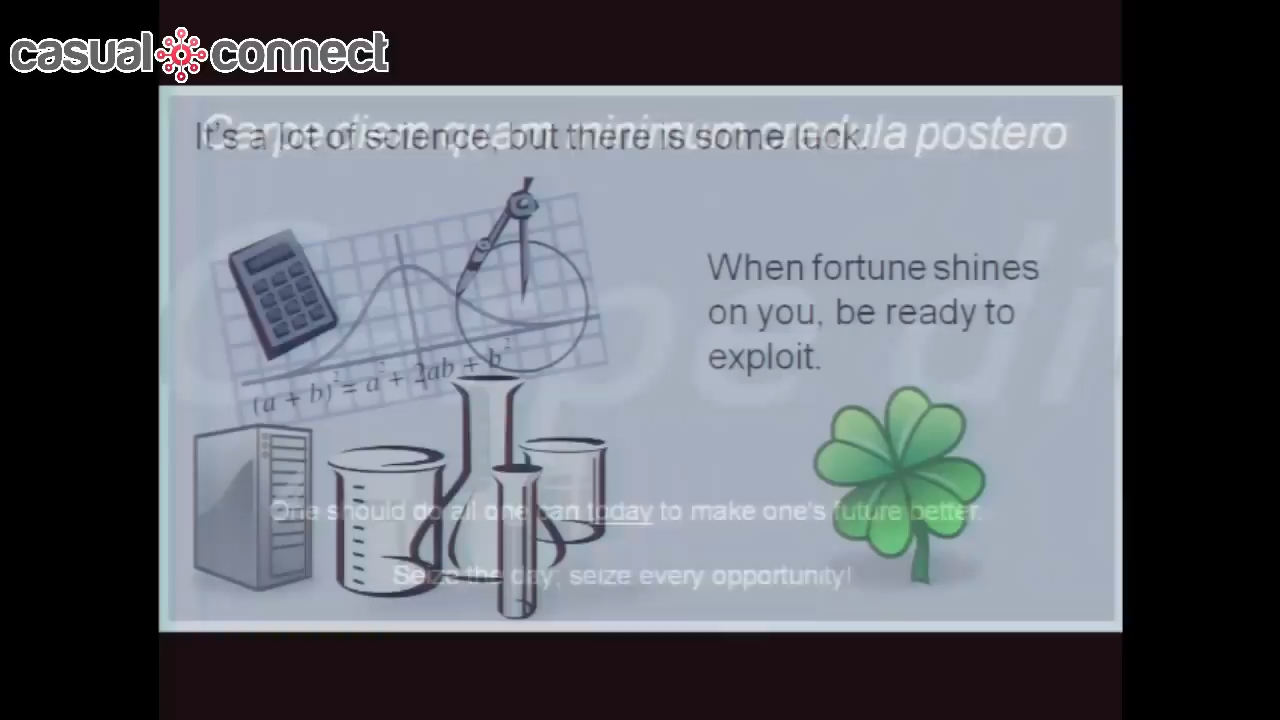 casual connect
Carpe diem quam minimum credula postero
It's a lot of science, but there is some luck.
When fortune shines
on you, be ready to
exploit.
(a + b)² = a² + 2ab + b²
One should do all one can today to make one's future better.
Seize the day, seize every opportunity!